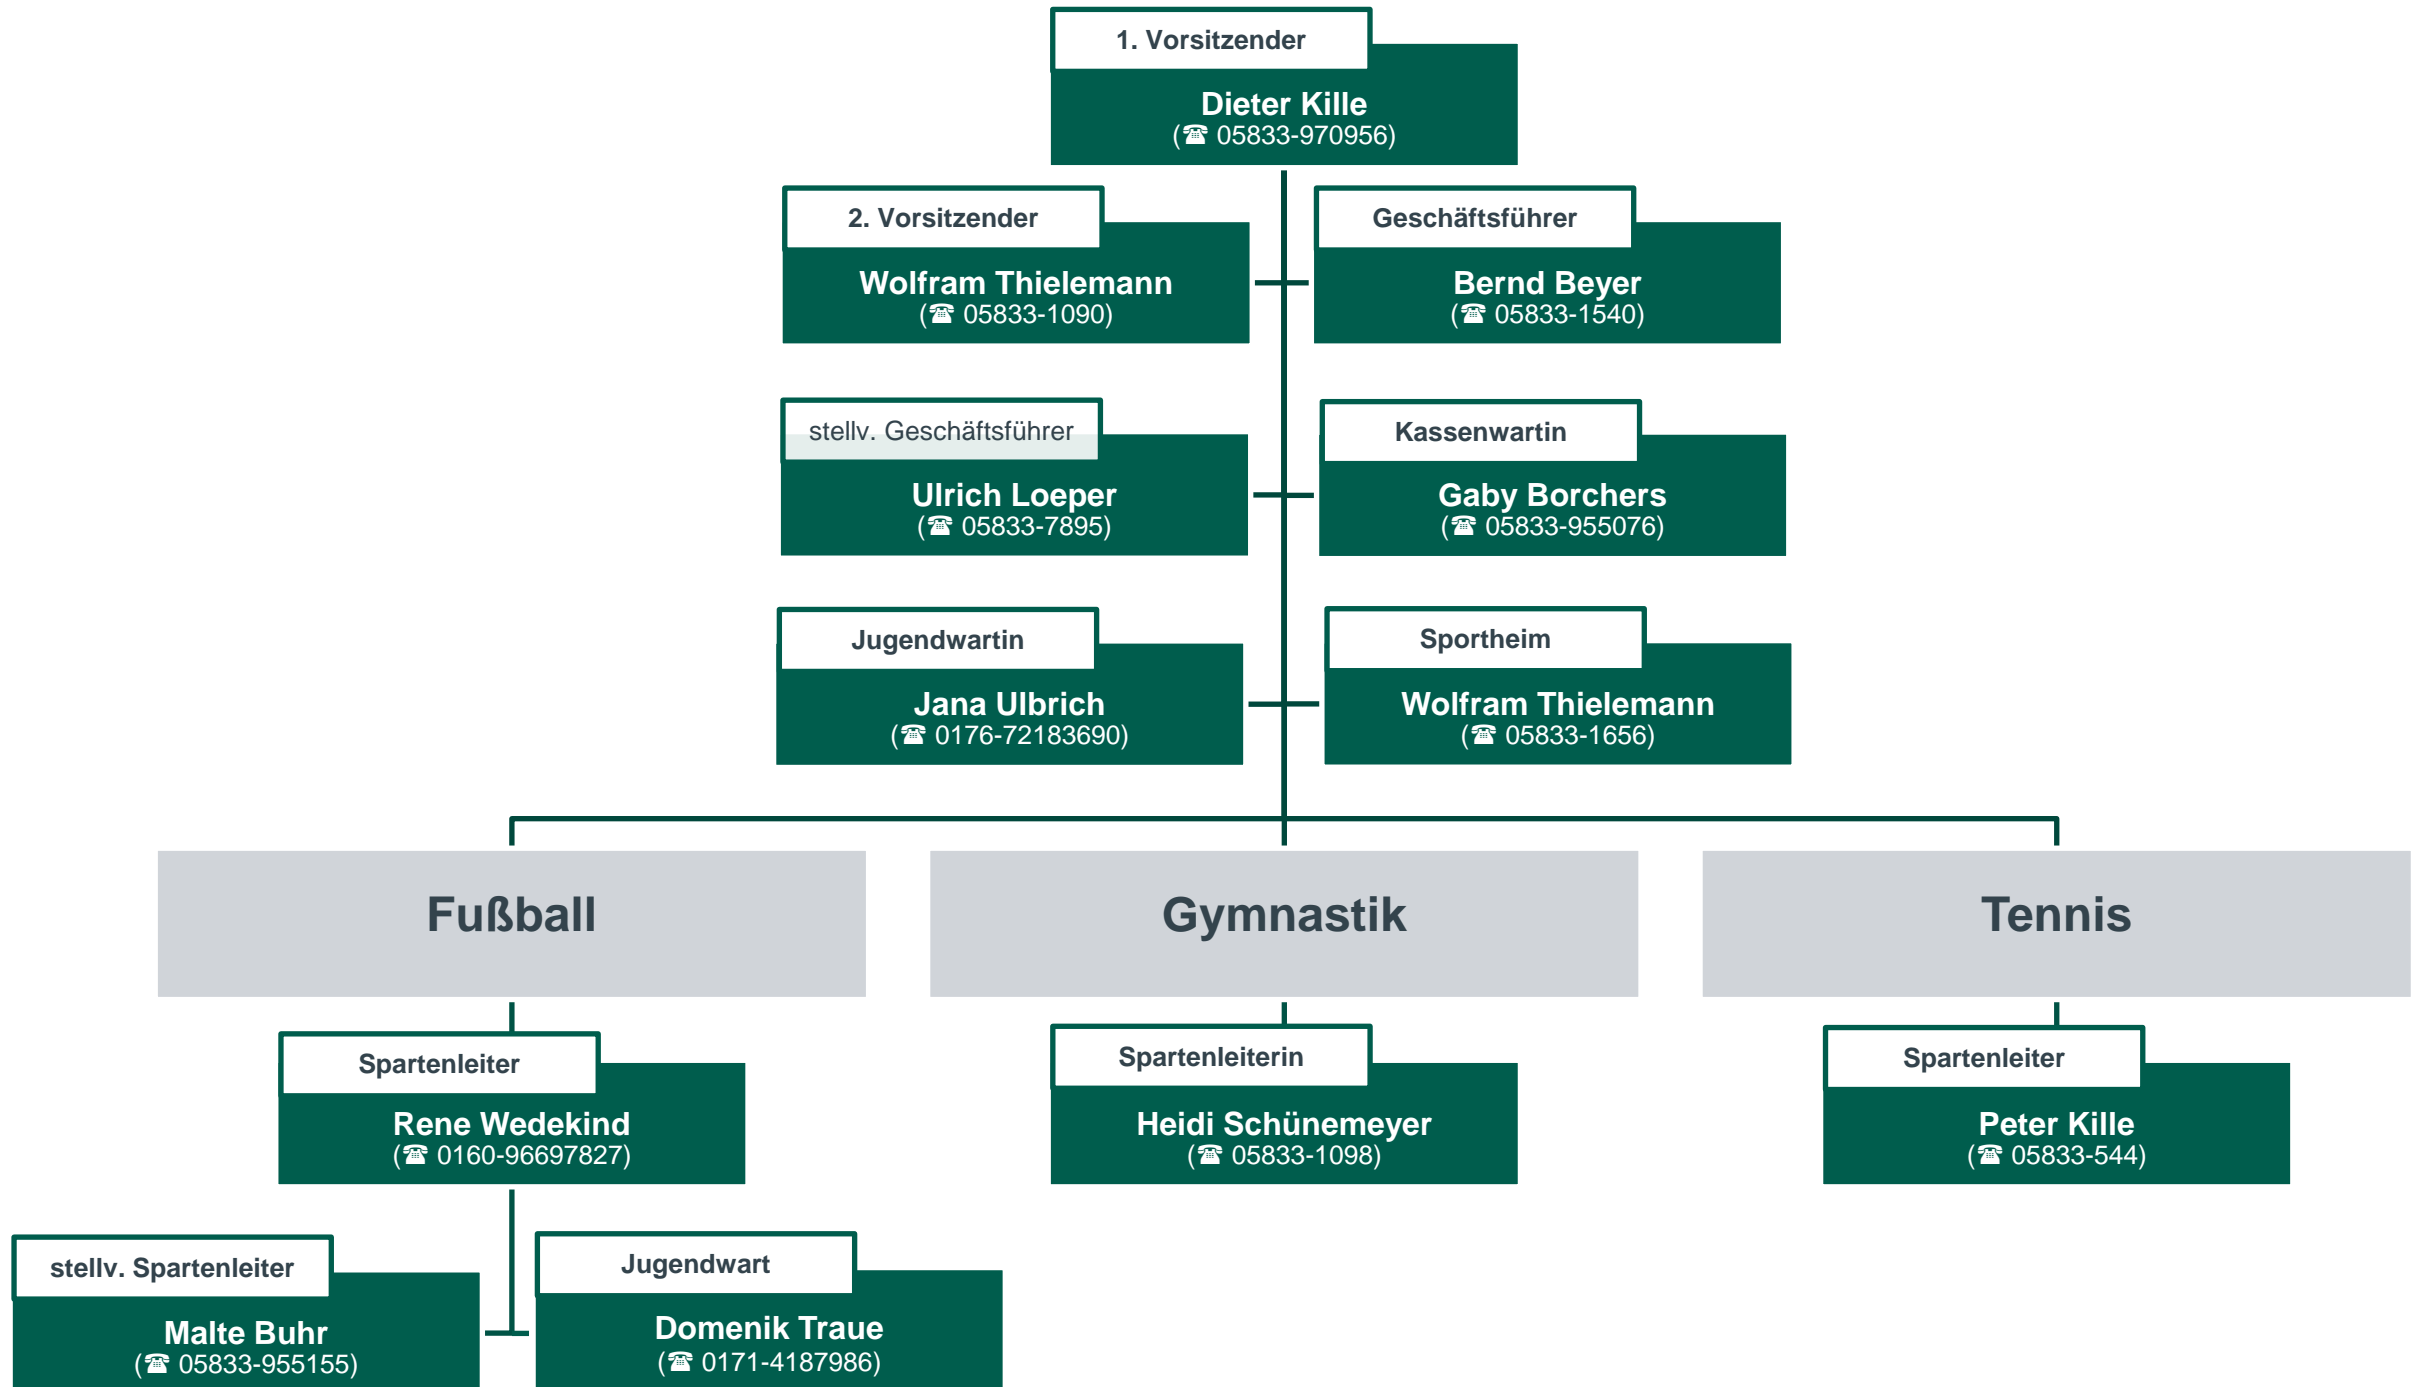 1. Vorsitzender
Dieter Kille
(☎ 05833-970956)
2. Vorsitzender
Wolfram Thielemann
(☎ 05833-1090)
Geschäftsführer
Bernd Beyer
(☎ 05833-1540)
stellv. Geschäftsführer
Ulrich Loeper
(☎ 05833-7895)
Kassenwartin
Gaby Borchers
(☎ 05833-955076)
Jugendwartin
Jana Ulbrich
(☎ 0176-72183690)
Sportheim
Wolfram Thielemann
(☎ 05833-1656)
Fußball
Gymnastik
Tennis
Spartenleiter
Rene Wedekind
(☎ 0160-96697827)
Spartenleiterin
Heidi Schünemeyer
(☎ 05833-1098)
Spartenleiter
Peter Kille
(☎ 05833-544)
stellv. Spartenleiter
Malte Buhr
(☎ 05833-955155)
Jugendwart
Domenik Traue
(☎ 0171-4187986)